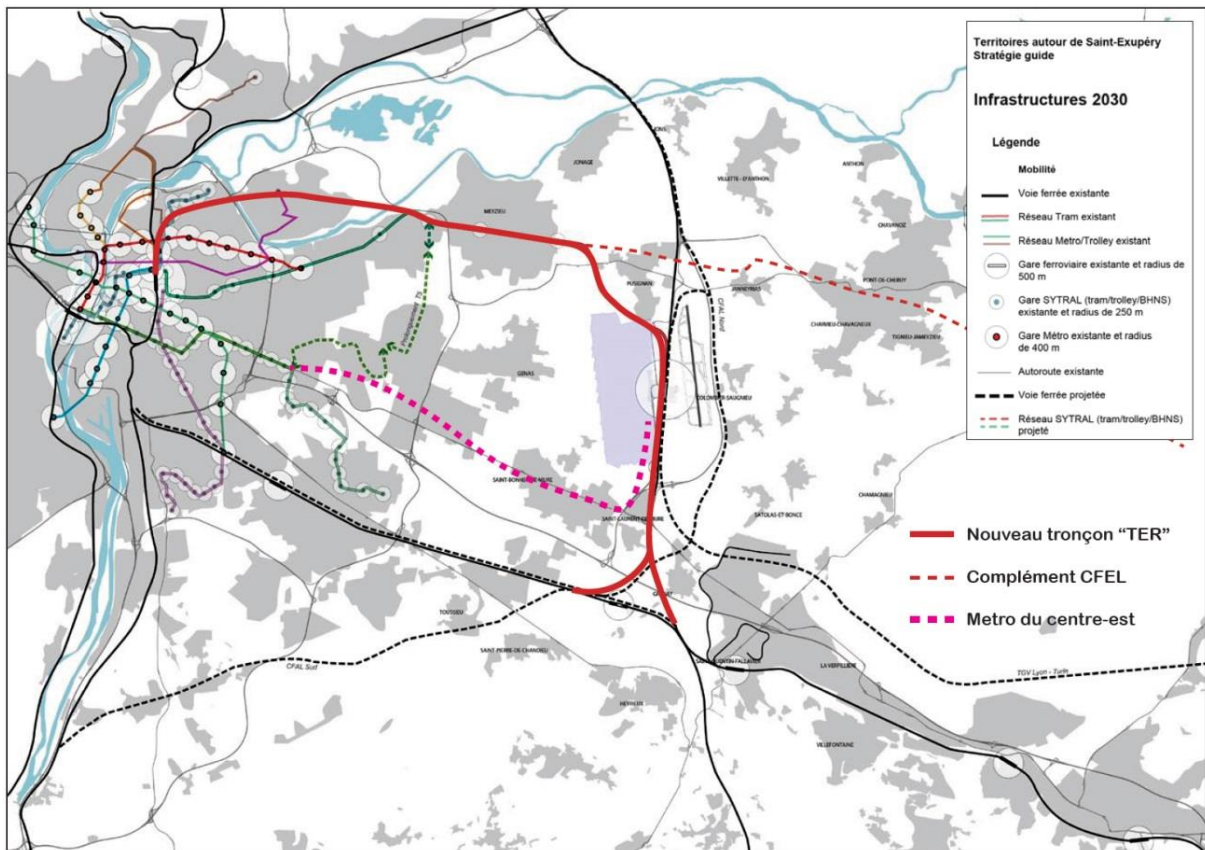 Territoires autour de Saint-Exupéry
Stratégie guide
Infrastructures 2030
Légende
Mobilité
Voie ferrée existante
Réseau Tram existant
Réseau Metro/Trolley existant
Gare ferroviaire existante et radius de
500 m
Gare SYTRAL (tram/trolley/BHNS)
existante et radius de 250 m
Gare Métro existante et radius
de 400 m
Autoroute existante
Voie ferrée projetée
Réseau SYTRAL (tram/trolley/BHNS)
projeté
Nouveau tronçon “TER”
Complément CFEL
Metro du centre-est
JONAGE
VILLETTE - D'ANTHON
ANTHON
CHAVANOZ
MEYZIEU
PUSIGNAN
JANNEYRIAS
PONT-DE-CHERUY
CHARVIEU-CHAVAGNEUX
TIGNIEU-JAMEYZIEU
CFAL Nord
GENAS
COLOMBIER-SAUGNIEU
SAINT-BONNET-DE-MURE
SAINT-LAURENT-DE-MURE
CHAMAGNIEU
SATOLAS-ET-BONCE
TOUSSIEU
SAINT-PIERRE-DE-CHANDIEU
CFAL Sud
SAINT-QUENTIN-FALLAVIER
LA VERPILLIERE
TGV Lyon - Turin
HEYRIEUX
VILLEFONTAINE